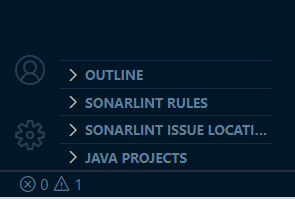 OUTLINE
SONARLINT RULES
SONARLINT ISSUE LOCATI...
JAVA PROJECTS
0 1